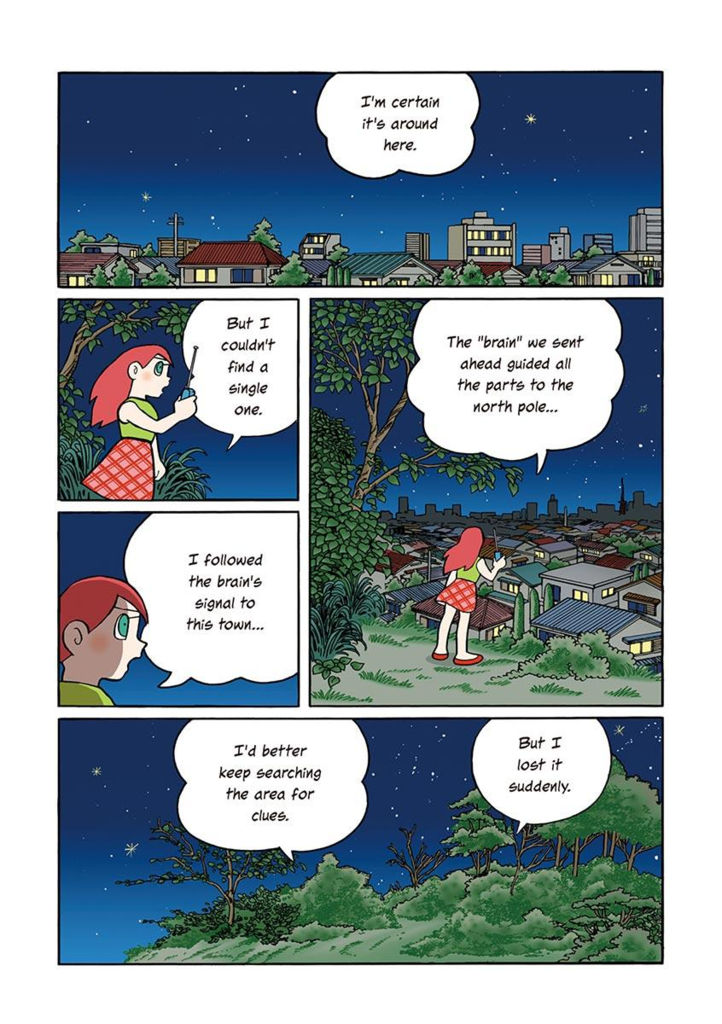 I'm certain
it's around
here.
The "brain" we sent
ahead guided all
the parts to the
north pole...
But I
couldn't
find a
single
one.
I followed
the brain's
signal to
this town...
But I
lost it
suddenly.
I'd better
keep searching
the area for
clues.